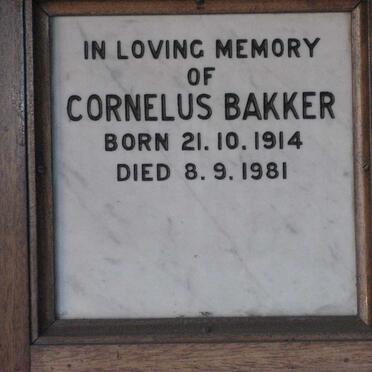 IN LOVING MEMORY
OF
CORNELUS BAKKER
BORN 21.10.1914
DIED 8.9.1981